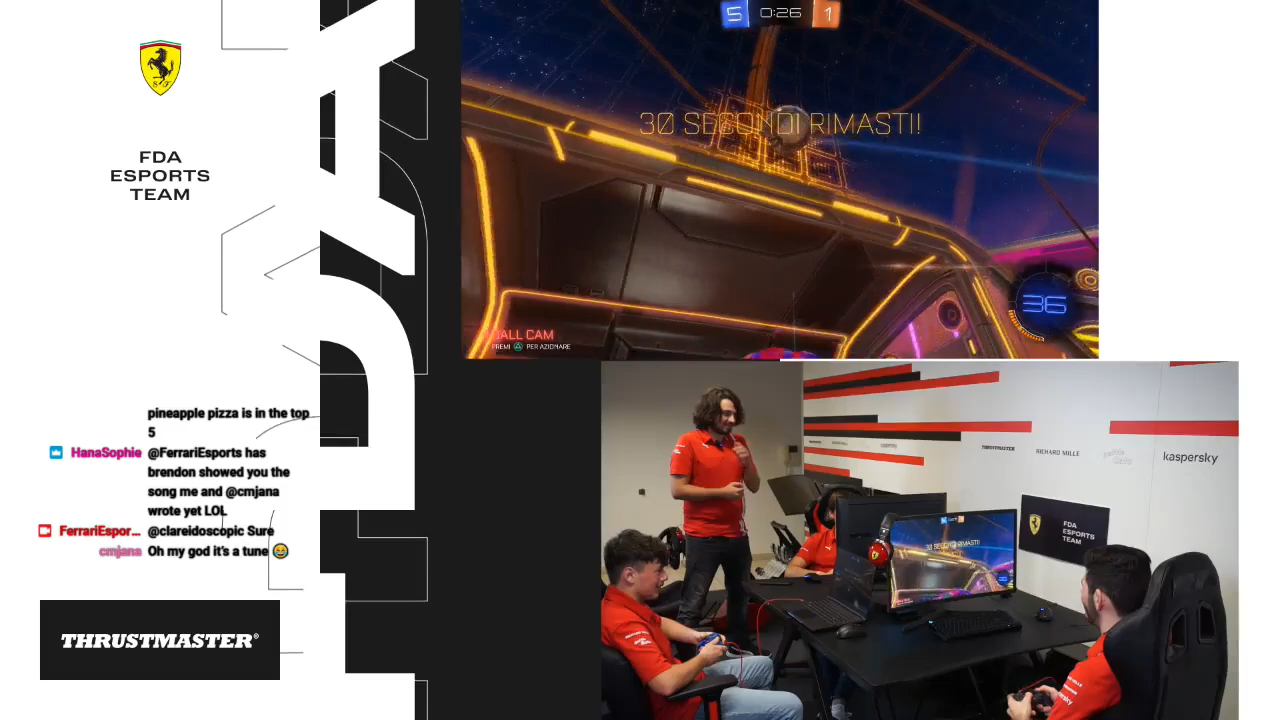 FDA
ESPORTS
TEAM
pineapple pizza is in the top
5
HanaSophie @FerrariEsports has
brendon showed you the
song me and @cmjana
wrote yet LOL
FerrariEspor... @clareidoscopic Sure
cmjana Oh my god it's a tune 😂
THRUSTMASTER®
5 0:26 1
30 SECONDI RIMASTI!
36
BALL CAM
PREMI PER AZIONARE
THRUSTMASTER
RICHARD MILLE
kaspersky
FDA
ESPORTS
TEAM
30 SECONDI RIMASTI!